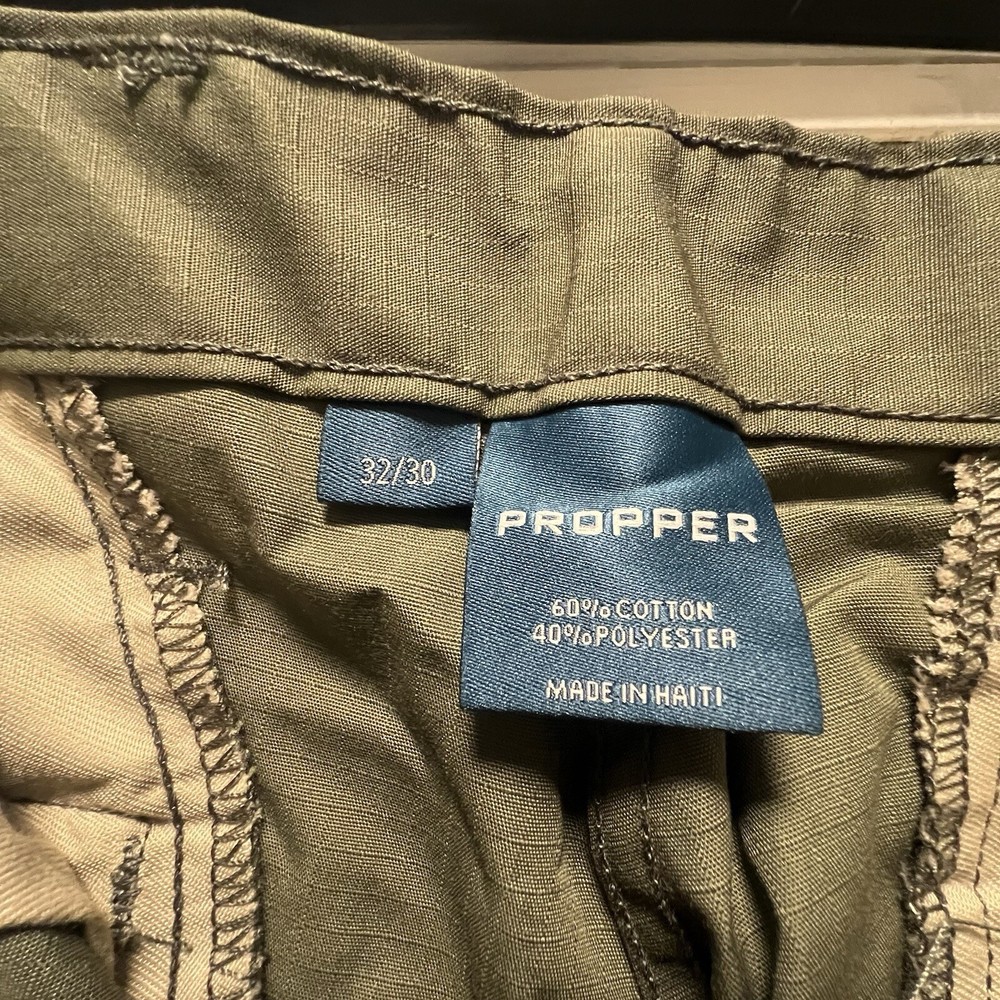 32/30
PROPPER
60% COTTON
40% POLYESTER
MADE IN HAITI